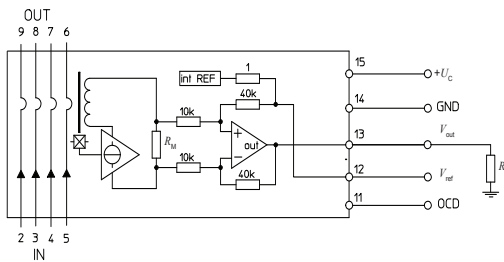 OUT
9 8 7 6
int REF
1
40k
10k
R_M
10k
+
−
out
40k
15 +U_C
14 GND
13 V_out
12 V_ref
11 OCD
R
2 3 4 5
IN